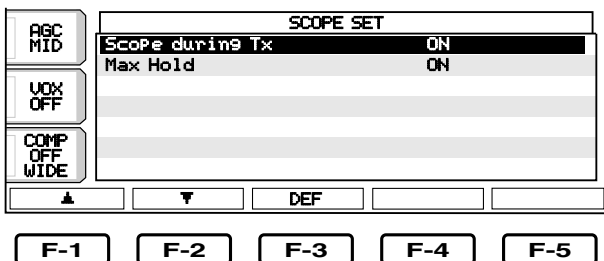 AGC
MID
VOX
OFF
COMP
OFF
WIDE
SCOPE SET
Scope during Tx ON
Max Hold ON
▲ ▼ DEF
F-1 F-2 F-3 F-4 F-5